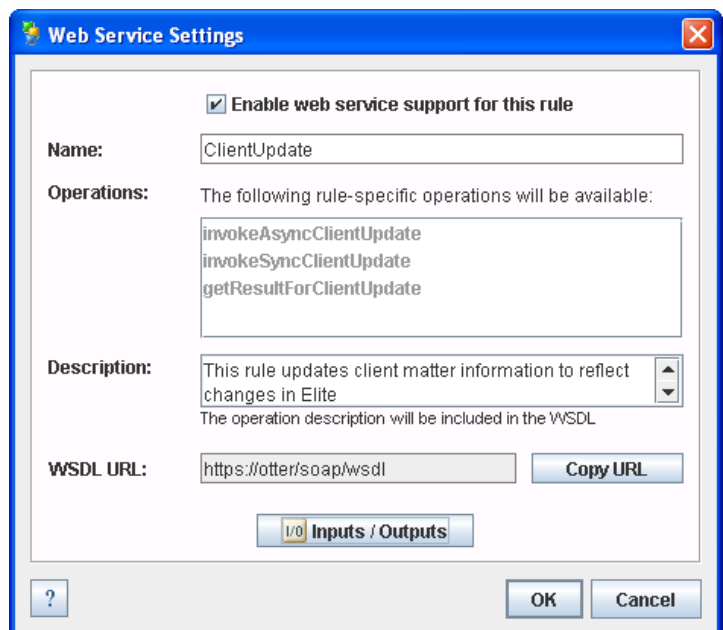 Web Service Settings
Enable web service support for this rule
Name:
ClientUpdate
Operations:
The following rule-specific operations will be available:
invokeAsyncClientUpdate
invokeSyncClientUpdate
getResultForClientUpdate
Description:
This rule updates client matter information to reflect
changes in Elite
The operation description will be included in the WSDL
WSDL URL:
https://otter/soap/wsdl
Copy URL
I/O Inputs / Outputs
?
OK
Cancel